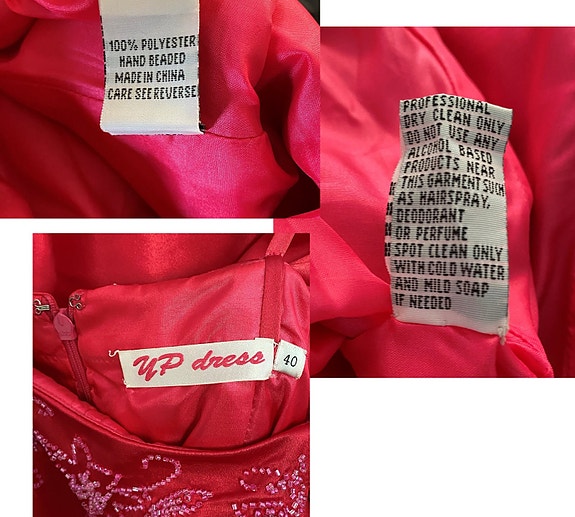 100% POLYESTER
HAND BEADED
MADE IN CHINA
CARE SEE REVERSE
PROFESSIONAL
DRY CLEAN ONLY
DO NOT USE ANY
ALCOHOL BASED
PRODUCTS NEAR
THIS GARMENT SUCH
AS HAIRSPRAY,
DEODORANT
OR PERFUME
SPOT CLEAN ONLY
WITH COLD WATER
AND MILD SOAP
IF NEEDED
YP dress
40